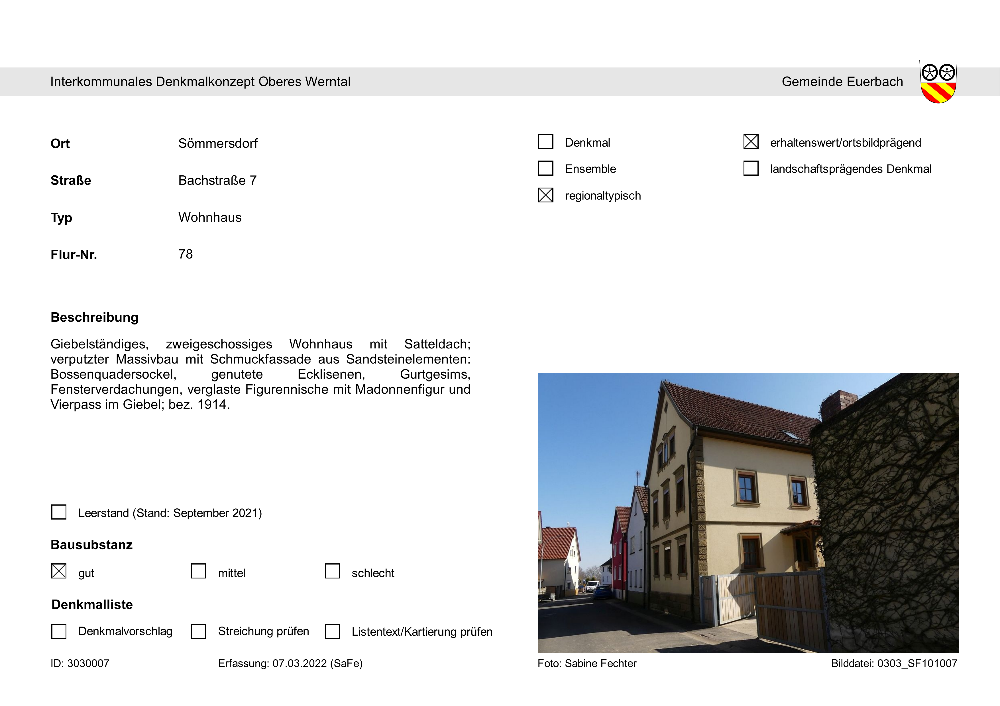 Interkommunales Denkmalkonzept Oberes Werntal
Gemeinde Euerbach
Ort Sömmersdorf
Straße Bachstraße 7
Typ Wohnhaus
Flur-Nr. 78
Denkmal
erhaltenswert/ortsbildprägend
Ensemble
landschaftsprägendes Denkmal
regionaltypisch
Beschreibung
Giebelständiges, zweigeschossiges Wohnhaus mit Satteldach;
verputzter Massivbau mit Schmuckfassade aus Sandsteinelementen:
Bossenquadersockel, genutete Ecklisenen, Gurtgesims,
Fensterverdachungen, verglaste Figurennische mit Madonnenfigur und
Vierpass im Giebel; bez. 1914.
Leerstand (Stand: September 2021)
Bausubstanz
gut mittel schlecht
Denkmalliste
Denkmalvorschlag Streichung prüfen Listentext/Kartierung prüfen
ID: 3030007 Erfassung: 07.03.2022 (SaFe)
Foto: Sabine Fechter Bilddatei: 0303_SF101007